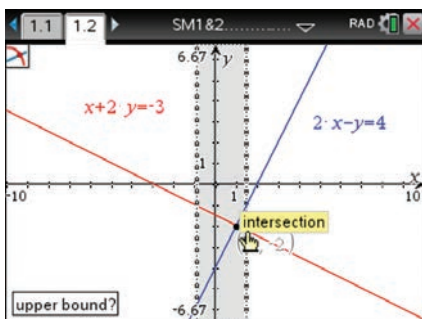 1.1 1.2 SM1&2 RAD
6.67 y
x+2·y=-3
2·x-y=4
1
x
-10 1 10
intersection
-2)
upper bound?
-6.67